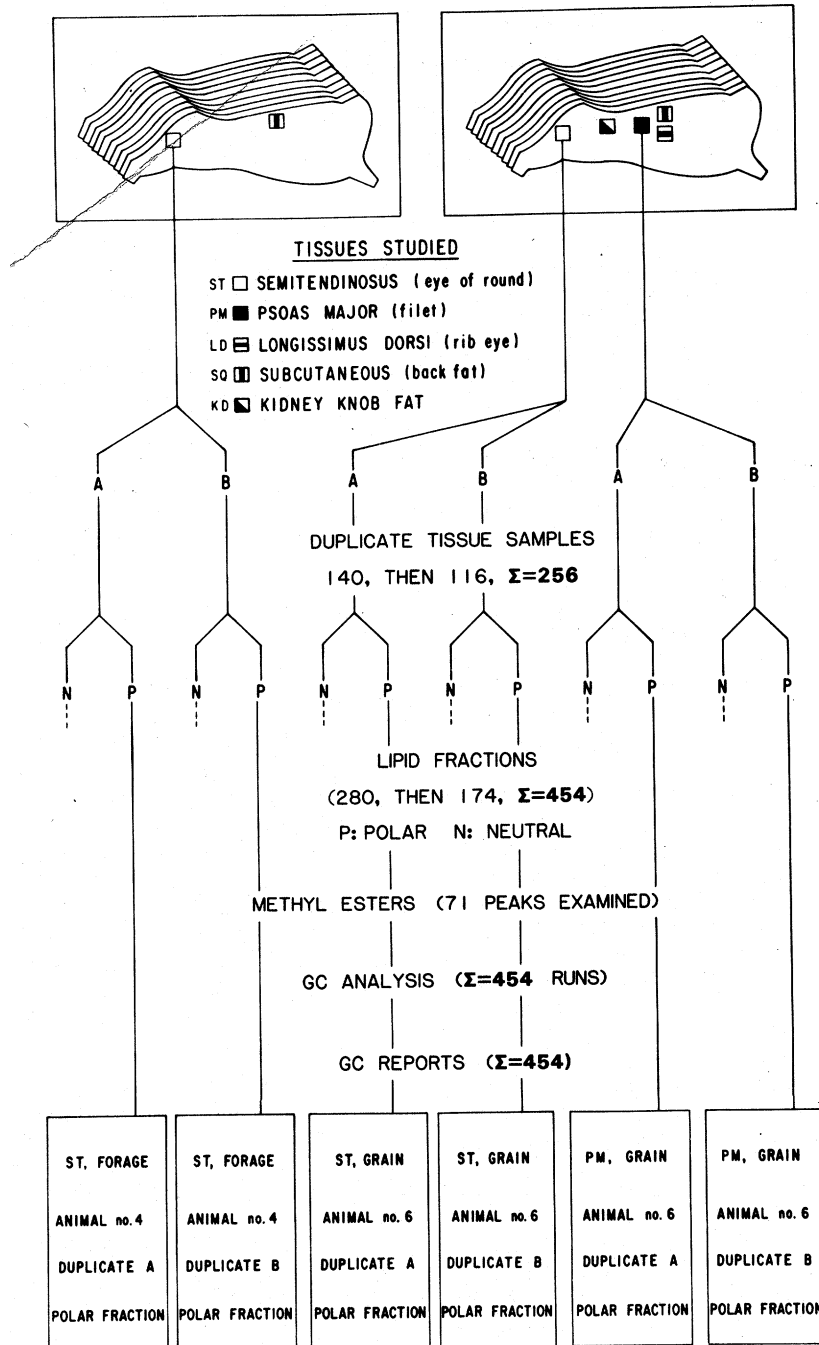 TISSUES STUDIED
ST SEMITENDINOSUS (eye of round)
PM PSOAS MAJOR (filet)
LD LONGISSIMUS DORSI (rib eye)
SQ SUBCUTANEOUS (back fat)
KD KIDNEY KNOB FAT
A B A B A B
DUPLICATE TISSUE SAMPLES
140, THEN 116, Σ=256
N P N P N P N P N P N P
LIPID FRACTIONS
(280, THEN 174, Σ=454)
P: POLAR N: NEUTRAL
METHYL ESTERS (71 PEAKS EXAMINED)
GC ANALYSIS (Σ=454 RUNS)
GC REPORTS (Σ=454)
ST, FORAGE
ANIMAL no. 4
DUPLICATE A
POLAR FRACTION
ST, FORAGE
ANIMAL no. 4
DUPLICATE B
POLAR FRACTION
ST, GRAIN
ANIMAL no. 6
DUPLICATE A
POLAR FRACTION
ST, GRAIN
ANIMAL no. 6
DUPLICATE B
POLAR FRACTION
PM, GRAIN
ANIMAL no. 6
DUPLICATE A
POLAR FRACTION
PM, GRAIN
ANIMAL no. 6
DUPLICATE B
POLAR FRACTION